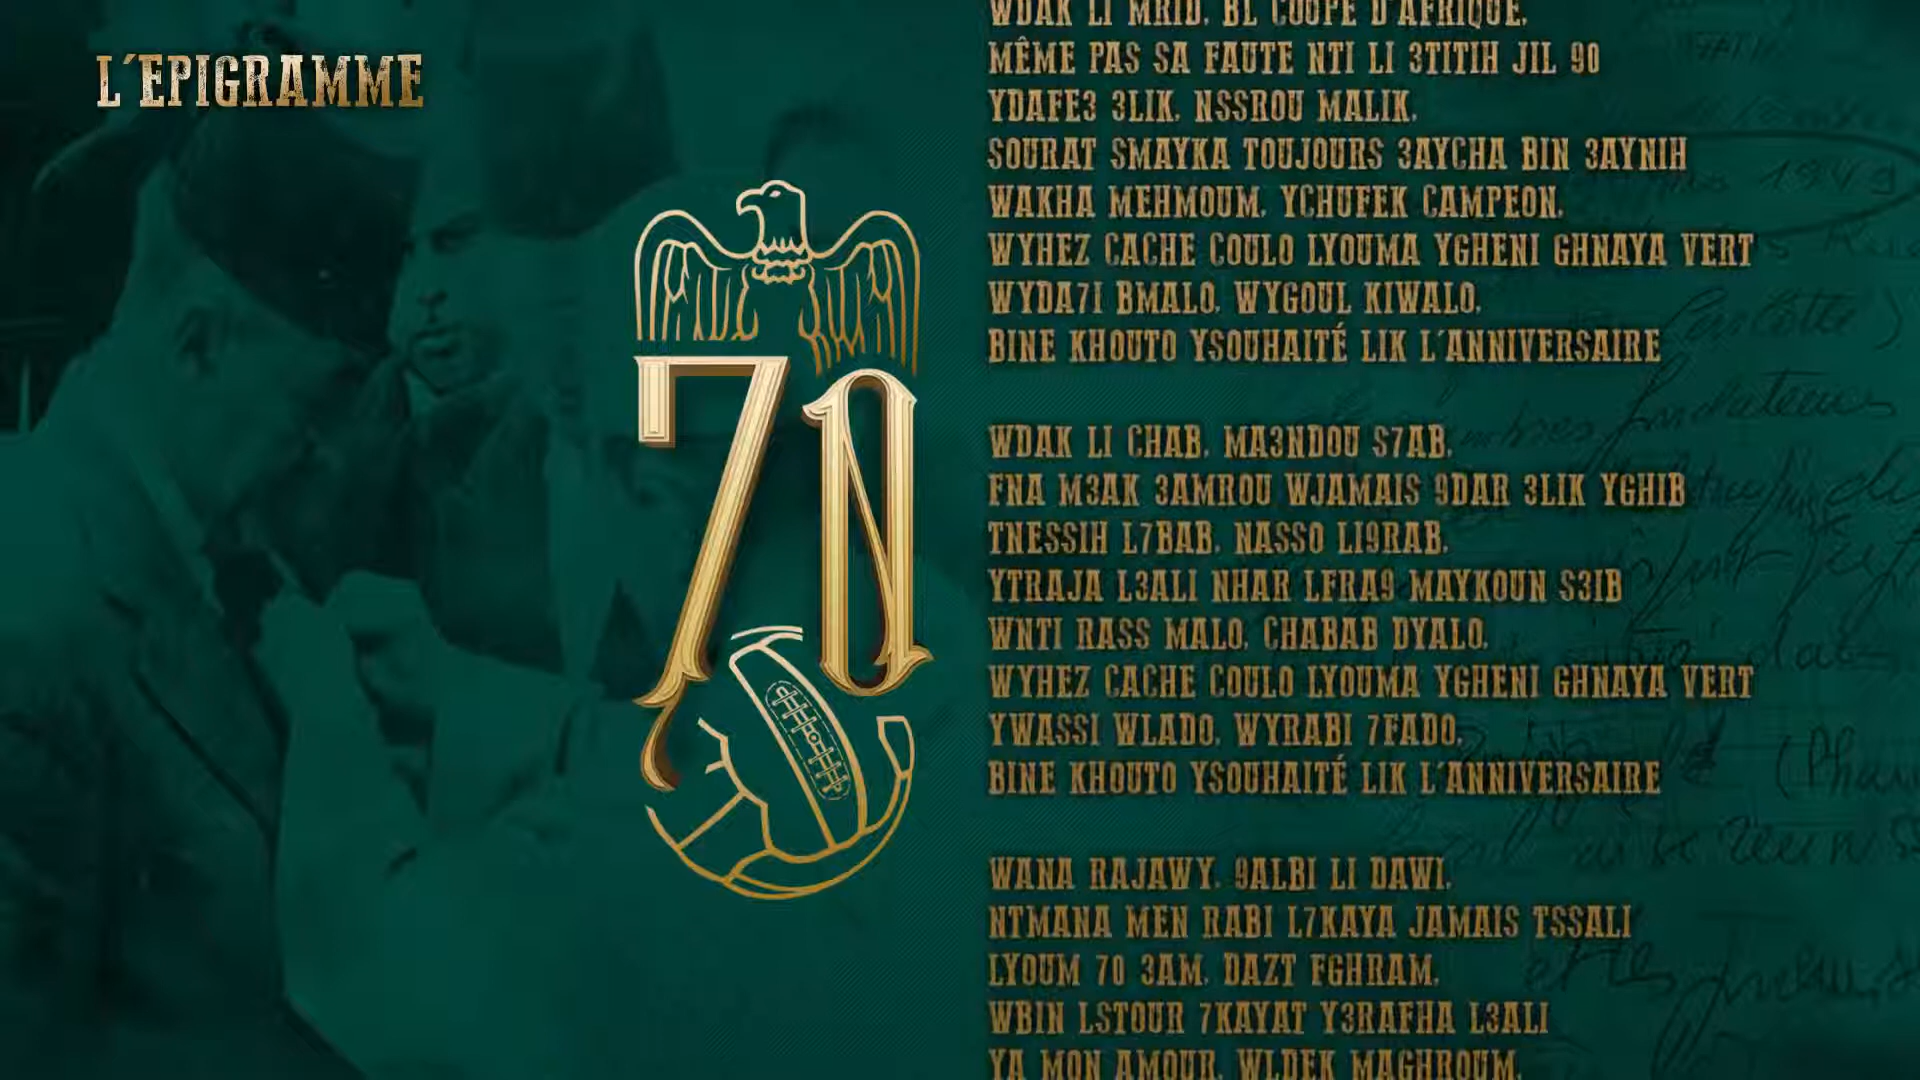 L'EPIGRAMME
WDAK LI MRID. BL COUPE D'AFRIQUE.
MÊME PAS SA FAUTE NTI LI 3TITIH JIL 90
YDAFE3 3LIK. NSSROU MALIK.
SOURAT SMAYKA TOUJOURS 3AYCHA BIN 3AYNIH
WAKHA MEHMOUM. YCHUFEK CAMPEON.
WYHEZ CACHE COULO LYOUMA YGHENI GHNAYA VERT
WYDA7I BMALO. WYGOUL KIWALO.
BINE KHOUTO YSOUHAITÉ LIK L'ANNIVERSAIRE
WDAK LI CHAB. MA3NDOU S7AB.
FNA M3AK 3AMROU WJAMAIS 9DAR 3LIK YGHIB
TNESSIH L7BAB. NASSO LI9RAB.
YTRAJA L3ALI NHAR LFRA9 MAYKOUN S3IB
WNTI RASS MALO. CHABAB DYALO.
WYHEZ CACHE COULO LYOUMA YGHENI GHNAYA VERT
YWASSI WLADO. WYRABI 7FADO.
BINE KHOUTO YSOUHAITÉ LIK L'ANNIVERSAIRE
WANA RAJAWY. 9ALBI LI DAWI.
NTMANA MEN RABI L7KAYA JAMAIS TSSALI
LYOUM 70 3AM. DAZT FGHRAM.
WBIN LSTOUR 7KAYAT Y3RAFHA L3ALI
YA MON AMOUR. WLDEK MAGHROUM.
70
1949